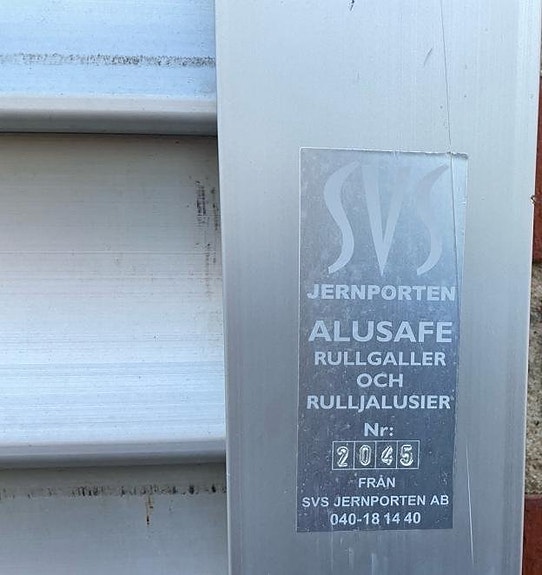 SVS
JERNPORTEN
ALUSAFE
RULLGALLER
OCH
RULLJALUSIER
Nr:
2045
FRÅN
SVS JERNPORTEN AB
040-18 14 40